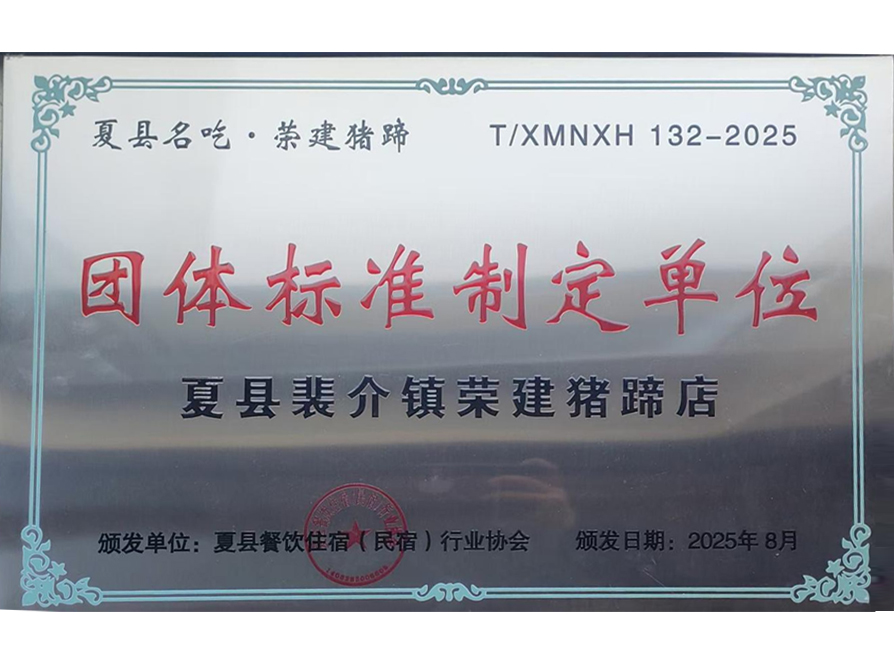 夏县名吃·荣建猪蹄 T/XMNXH 132-2025
团体标准制定单位
夏县裴介镇荣建猪蹄店
颁发单位：夏县餐饮住宿（民宿）行业协会 颁发日期：2025年8月